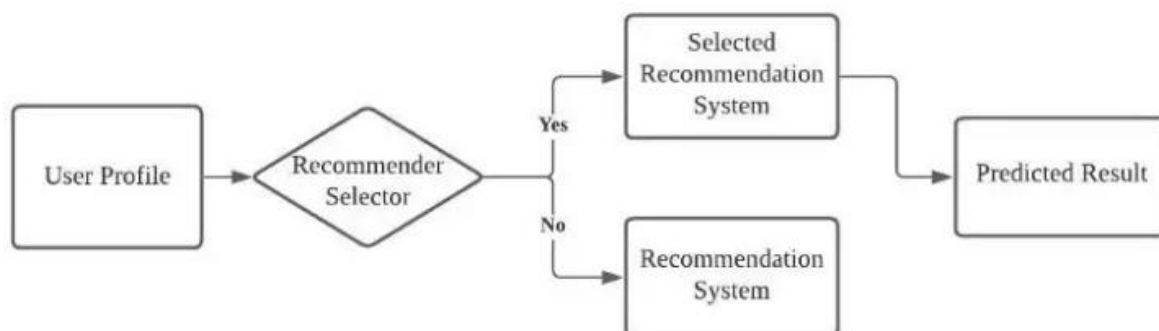 User Profile
Recommender
Selector
Yes
No
Selected
Recommendation
System
Recommendation
System
Predicted Result